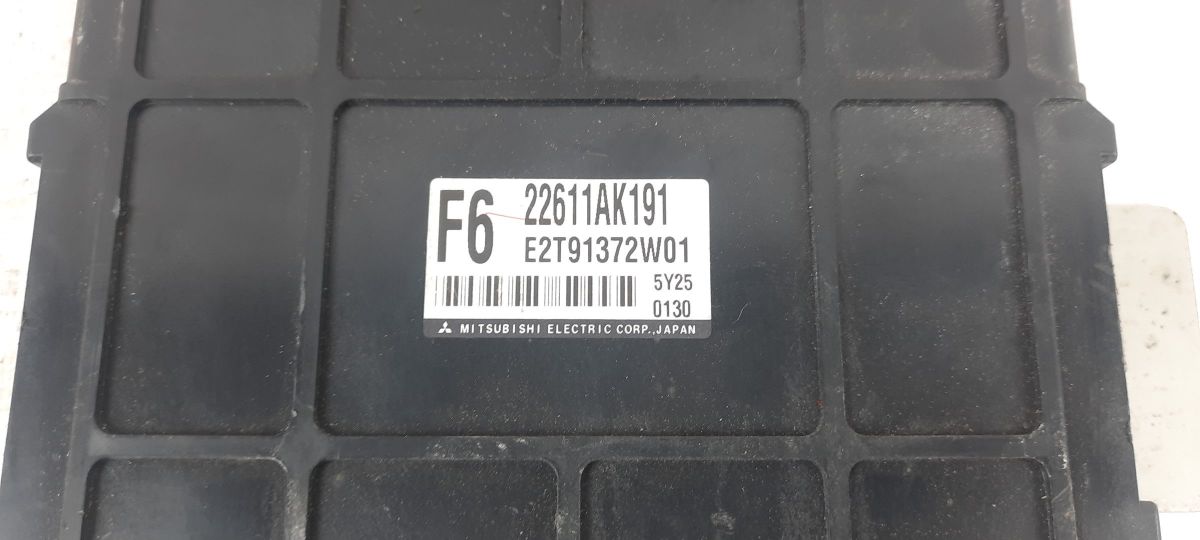 F6
22611AK191
E2T91372W01
5Y25
0130
MITSUBISHI ELECTRIC CORP.,JAPAN